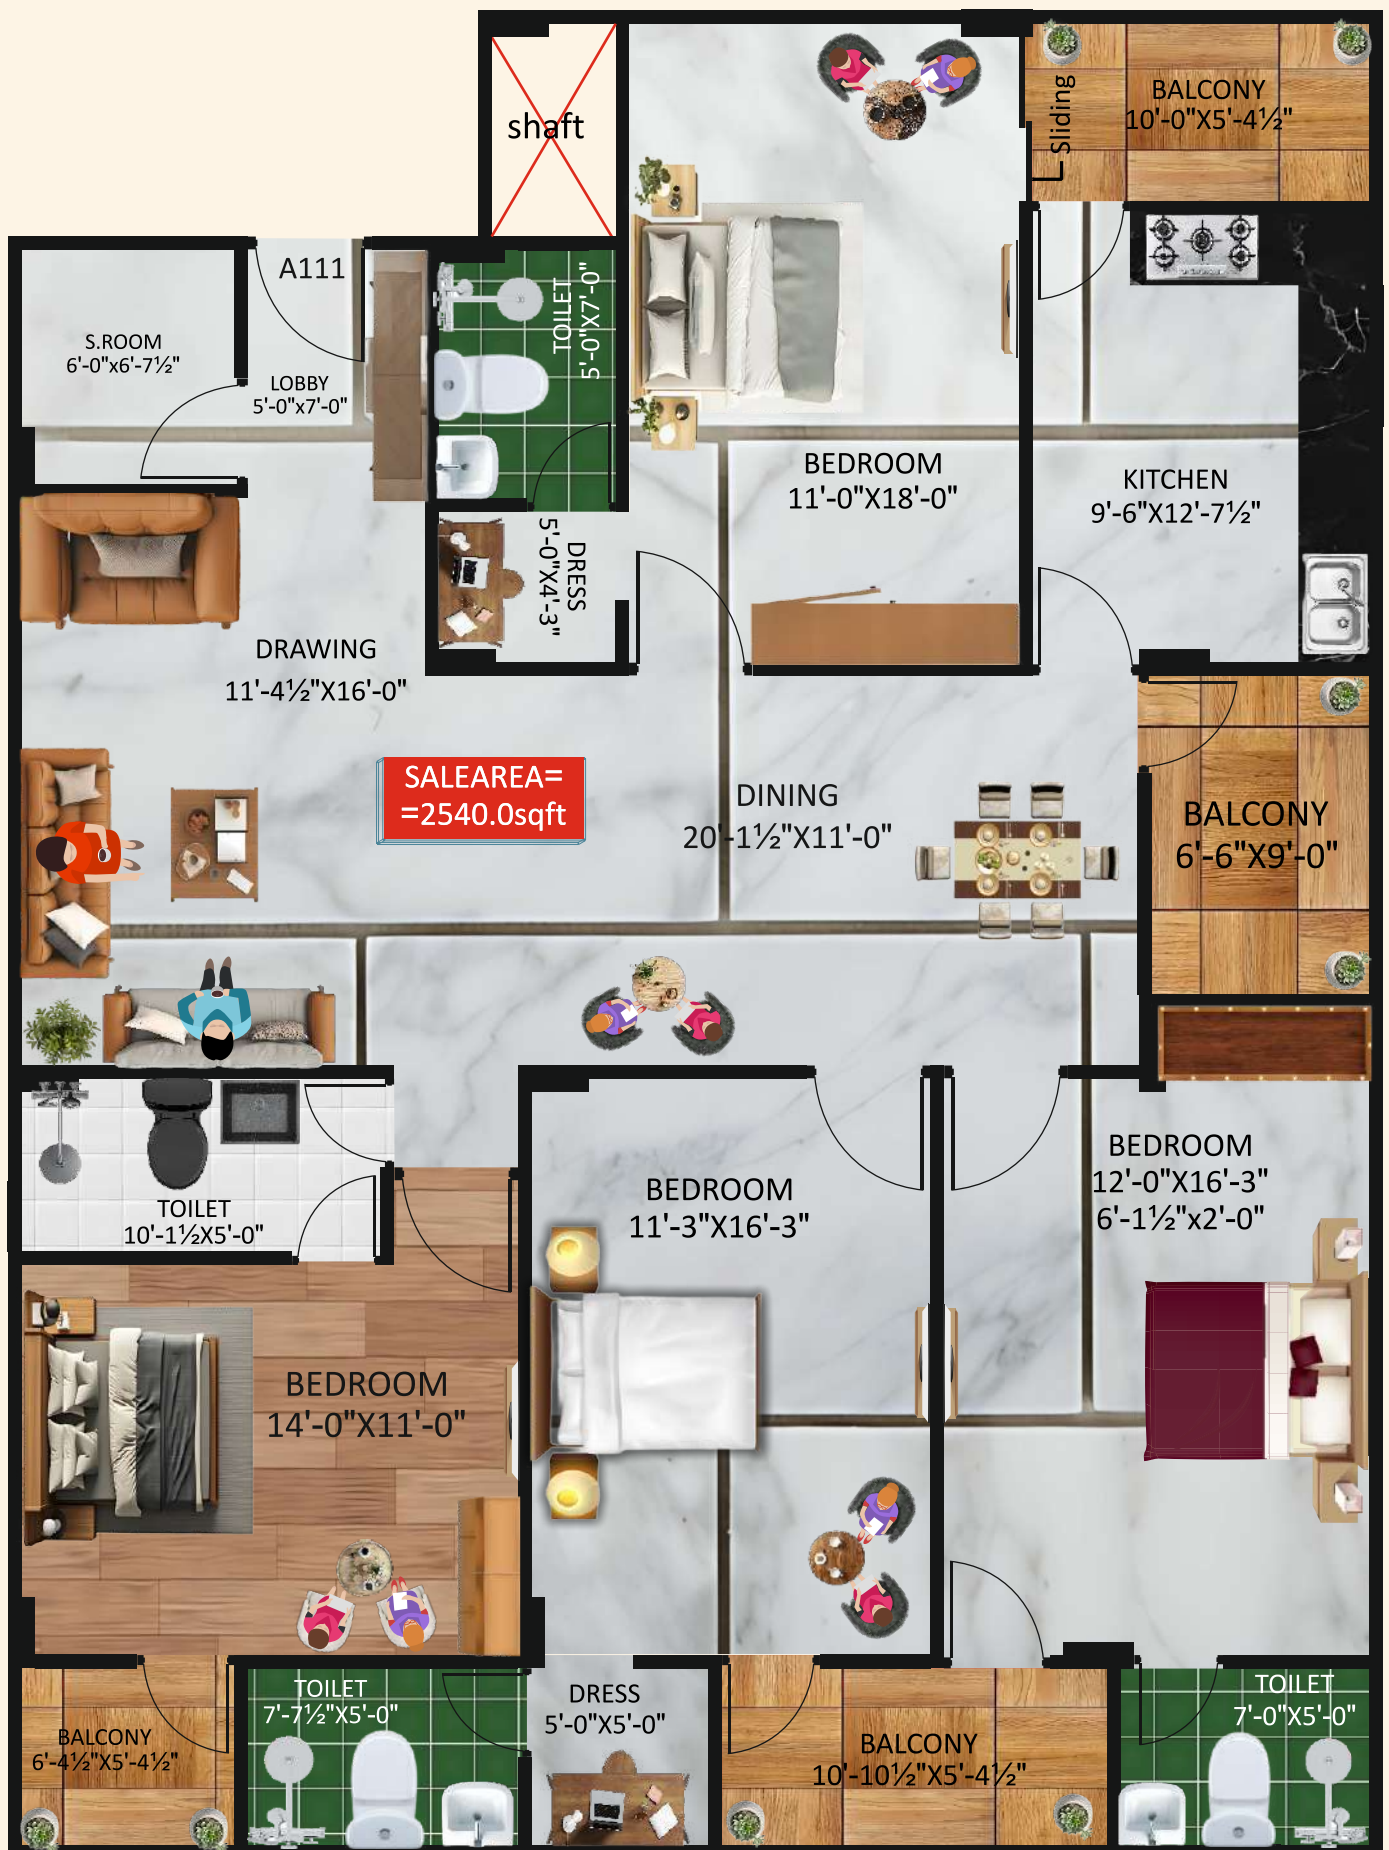 shaft
Sliding
BALCONY
10'-0"X5'-4½"
A111
S.ROOM
6'-0"x6'-7½"
LOBBY
5'-0"x7'-0"
TOILET
5'-0"X7'-0"
BEDROOM
11'-0"X18'-0"
KITCHEN
9'-6"X12'-7½"
DRESS
5'-0"X4'-3"
DRAWING
11'-4½"X16'-0"
SALEAREA=
=2540.0sqft
DINING
20'-1½"X11'-0"
BALCONY
6'-6"X9'-0"
BEDROOM
12'-0"X16'-3"
6'-1½"x2'-0"
BEDROOM
11'-3"X16'-3"
TOILET
10'-1½X5'-0"
BEDROOM
14'-0"X11'-0"
TOILET
7'-7½"X5'-0"
BALCONY
6'-4½"X5'-4½"
DRESS
5'-0"X5'-0"
BALCONY
10'-10½"X5'-4½"
TOILET
7'-0"X5'-0"